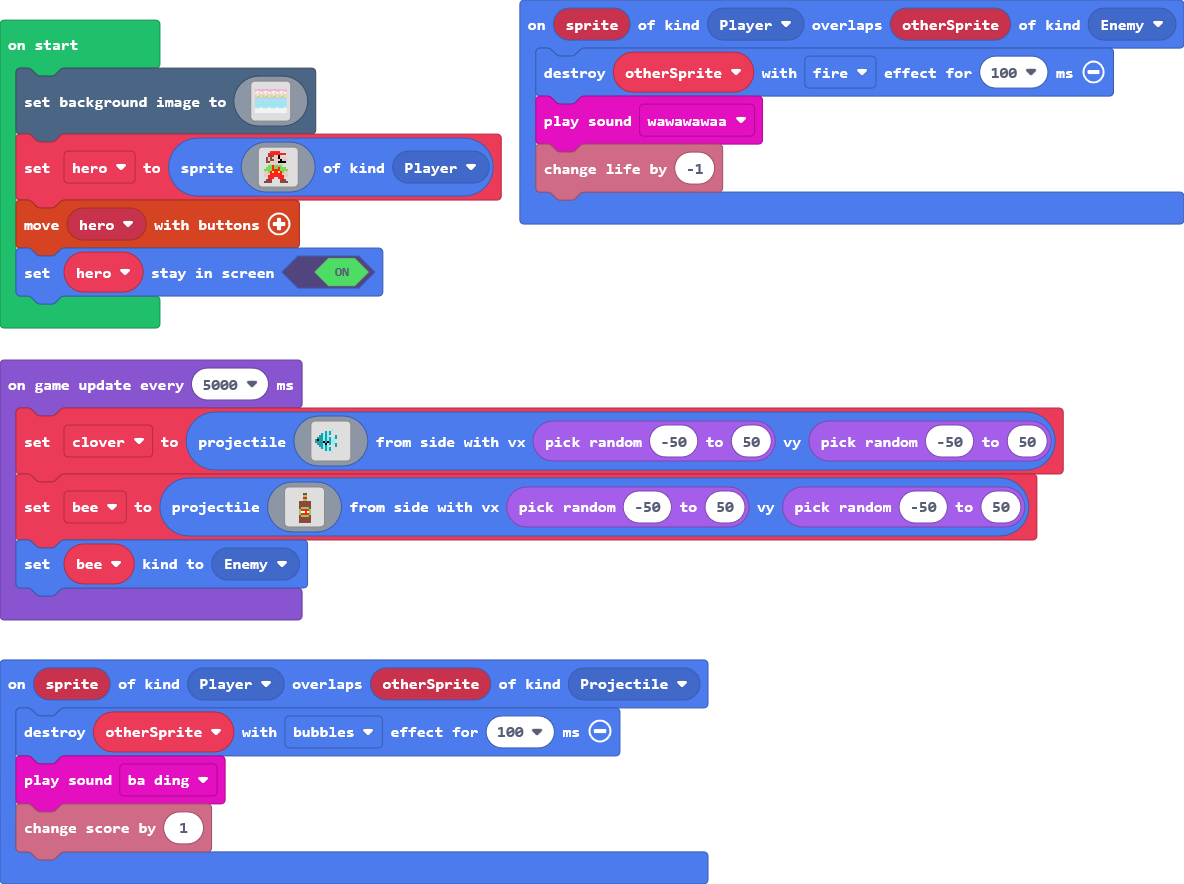 on start
set background image to
set hero to sprite of kind Player
move hero with buttons
set hero stay in screen ON
on sprite of kind Player overlaps otherSprite of kind Enemy
destroy otherSprite with fire effect for 100 ms
play sound wawawawaa
change life by -1
on game update every 5000 ms
set clover to projectile from side with vx pick random -50 to 50 vy pick random -50 to 50
set bee to projectile from side with vx pick random -50 to 50 vy pick random -50 to 50
set bee kind to Enemy
on sprite of kind Player overlaps otherSprite of kind Projectile
destroy otherSprite with bubbles effect for 100 ms
play sound ba ding
change score by 1